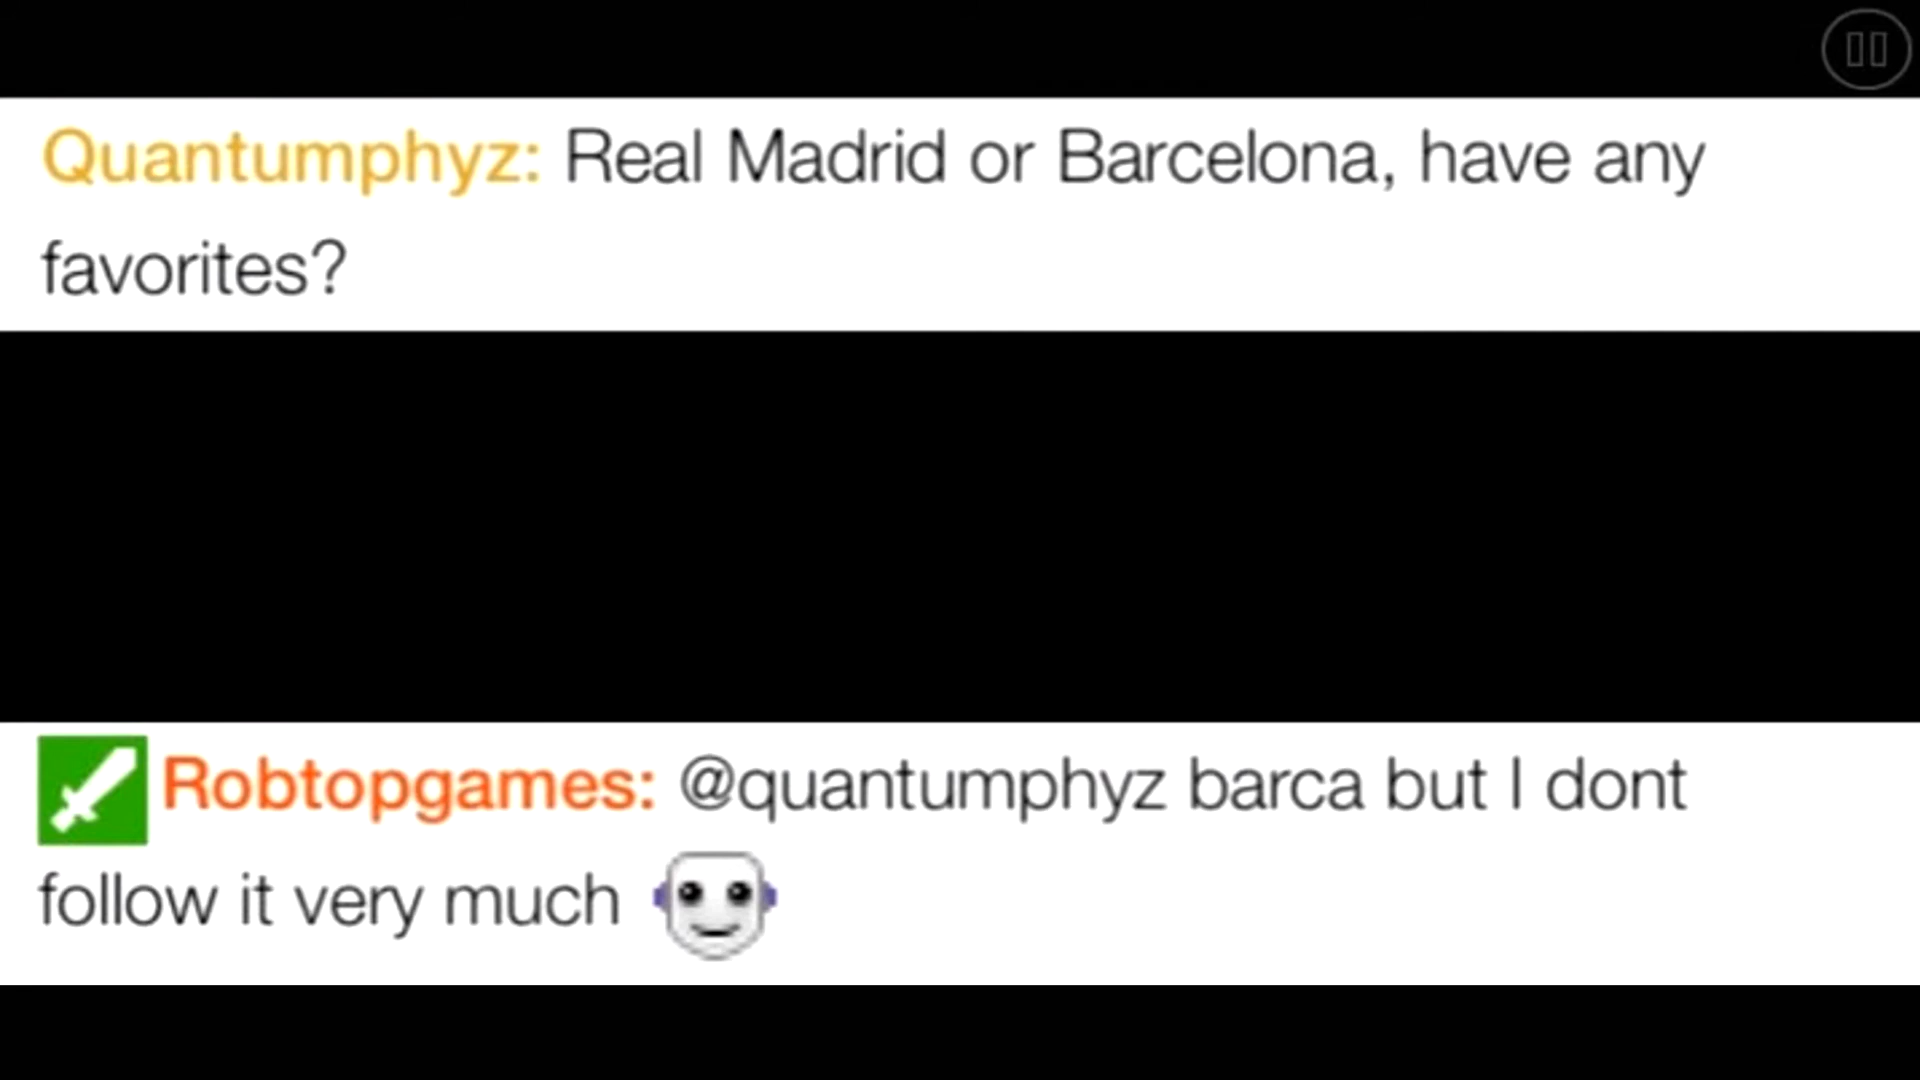 Quantumphyz: Real Madrid or Barcelona, have any
favorites?
Robtopgames: @quantumphyz barca but I dont
follow it very much